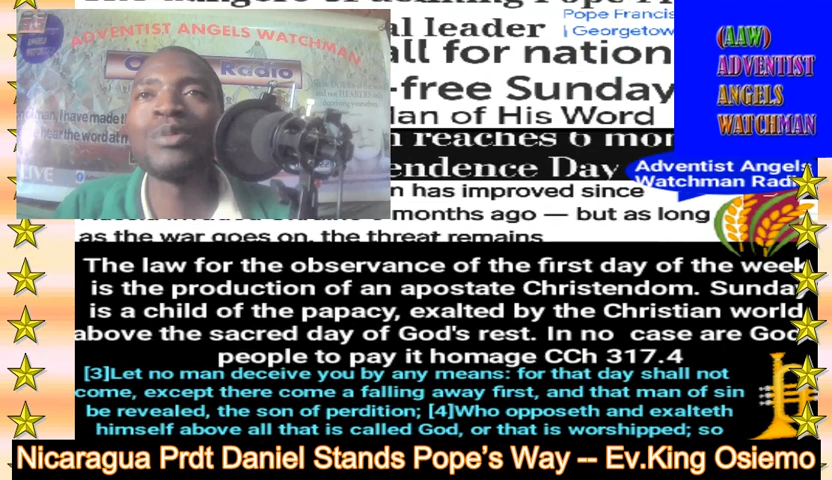 Pope Francis
al leader
| Georgetow
all for nation
-free Sunday
lan of His Word
n reaches 6 mon
endence Day
n has improved since
months ago — but as long
as the war goes on, the threat remains
(AAW)
ADVENTIST
ANGELS
WATCHMAN
Adventist Angels
Watchman Radio
ADVENTIST ANGELS WATCHMAN
Radio
LIVE
The law for the observance of the first day of the week
is the production of an apostate Christendom. Sunday
is a child of the papacy, exalted by the Christian world
above the sacred day of God's rest. In no case are God
people to pay it homage CCh 317.4
[3]Let no man deceive you by any means: for that day shall not
come, except there come a falling away first, and that man of sin
be revealed, the son of perdition; [4]Who opposeth and exalteth
himself above all that is called God, or that is worshipped; so
Nicaragua Prdt Daniel Stands Pope's Way -- Ev.King Osiemo